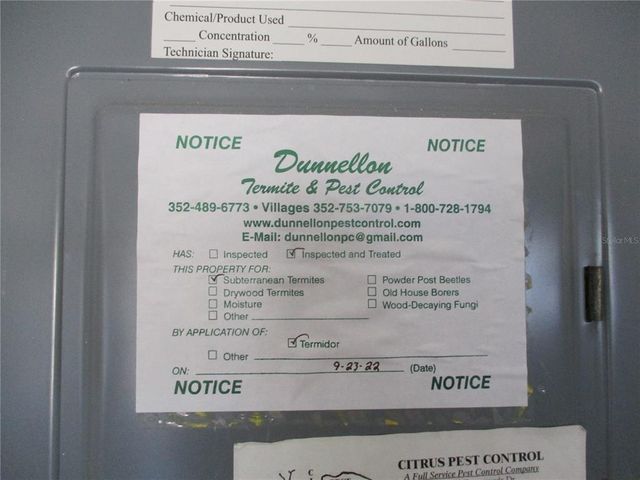 Chemical/Product Used
Concentration % Amount of Gallons
Technician Signature:
NOTICE NOTICE
Dunnellon
Termite & Pest Control
352-489-6773 • Villages 352-753-7079 • 1-800-728-1794
www.dunnellonpestcontrol.com
E-Mail: dunnellonpc@gmail.com
HAS: Inspected Inspected and Treated
THIS PROPERTY FOR:
Subterranean Termites Powder Post Beetles
Drywood Termites Old House Borers
Moisture Wood-Decaying Fungi
Other
BY APPLICATION OF:
Termidor
Other
ON: 9-23-22 (Date)
NOTICE NOTICE
CITRUS PEST CONTROL
A Full Service Pest Control Company
Stellar MLS